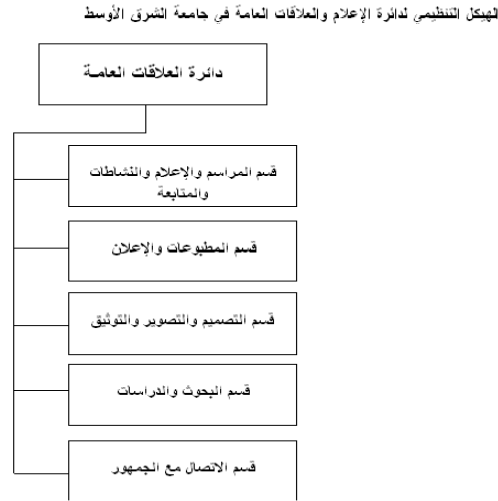 الهيكل التنظيمي لدائرة الإعلام والعلاقات العامة في جامعة الشرق الأوسط
دائرة العلاقات العامة
قسم المراسم والإعلام والنشاطات
والمتابعة
قسم المطبوعات والإعلان
قسم التصميم والتصوير والتوثيق
قسم البحوث والدراسات
قسم الاتصال مع الجمهور